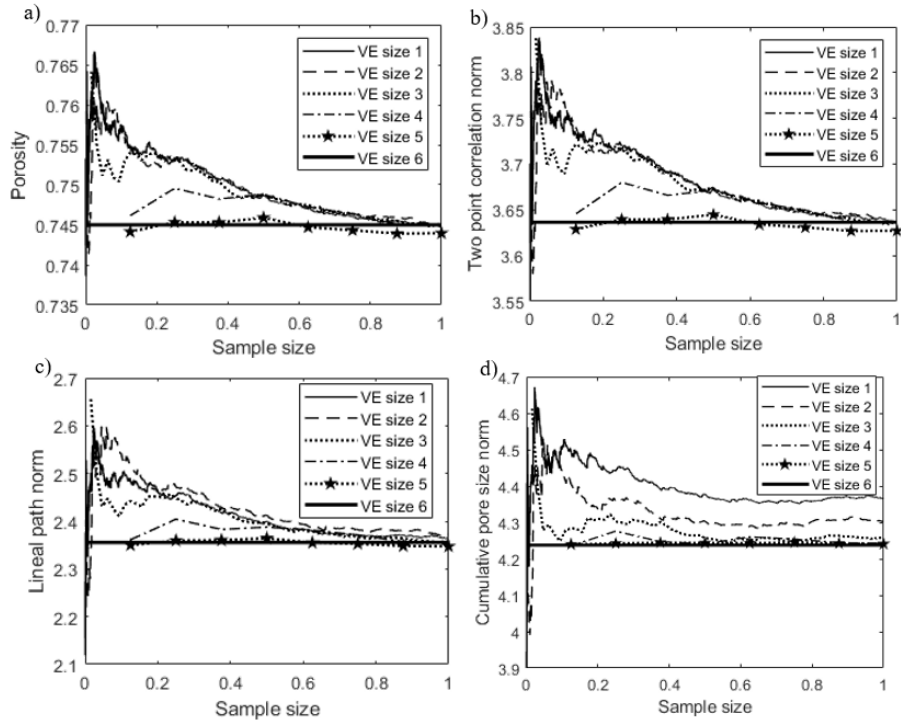 a)
0.77
0.765
0.76
0.755
0.75
0.745
0.74
0.735
Porosity
0 0.2 0.4 0.6 0.8 1
Sample size
VE size 1
VE size 2
VE size 3
VE size 4
VE size 5
VE size 6
b)
3.85
3.8
3.75
3.7
3.65
3.6
3.55
Two point correlation norm
0 0.2 0.4 0.6 0.8 1
Sample size
VE size 1
VE size 2
VE size 3
VE size 4
VE size 5
VE size 6
c)
2.7
2.6
2.5
2.4
2.3
2.2
2.1
Lineal path norm
0 0.2 0.4 0.6 0.8 1
Sample size
VE size 1
VE size 2
VE size 3
VE size 4
VE size 5
VE size 6
d)
4.7
4.6
4.5
4.4
4.3
4.2
4.1
4
3.9
Cumulative pore size norm
0 0.2 0.4 0.6 0.8 1
Sample size
VE size 1
VE size 2
VE size 3
VE size 4
VE size 5
VE size 6